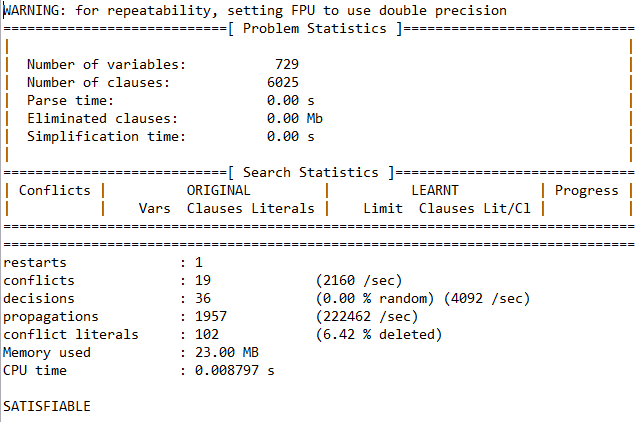 WARNING: for repeatability, setting FPU to use double precision
============================[ Problem Statistics ]=============================
|                                                                             |
|  Number of variables:           729                                         |
|  Number of clauses:            6025                                         |
|  Parse time:                   0.00 s                                       |
|  Eliminated clauses:           0.00 Mb                                      |
|  Simplification time:          0.00 s                                       |
|                                                                             |
============================[ Search Statistics ]==============================
| Conflicts |          ORIGINAL         |          LEARNT          | Progress |
|           |    Vars  Clauses Literals |    Limit  Clauses Lit/Cl |          |
===============================================================================
===============================================================================
restarts              : 1
conflicts             : 19             (2160 /sec)
decisions             : 36             (0.00 % random) (4092 /sec)
propagations          : 1957           (222462 /sec)
conflict literals     : 102            (6.42 % deleted)
Memory used           : 23.00 MB
CPU time              : 0.008797 s

SATISFIABLE